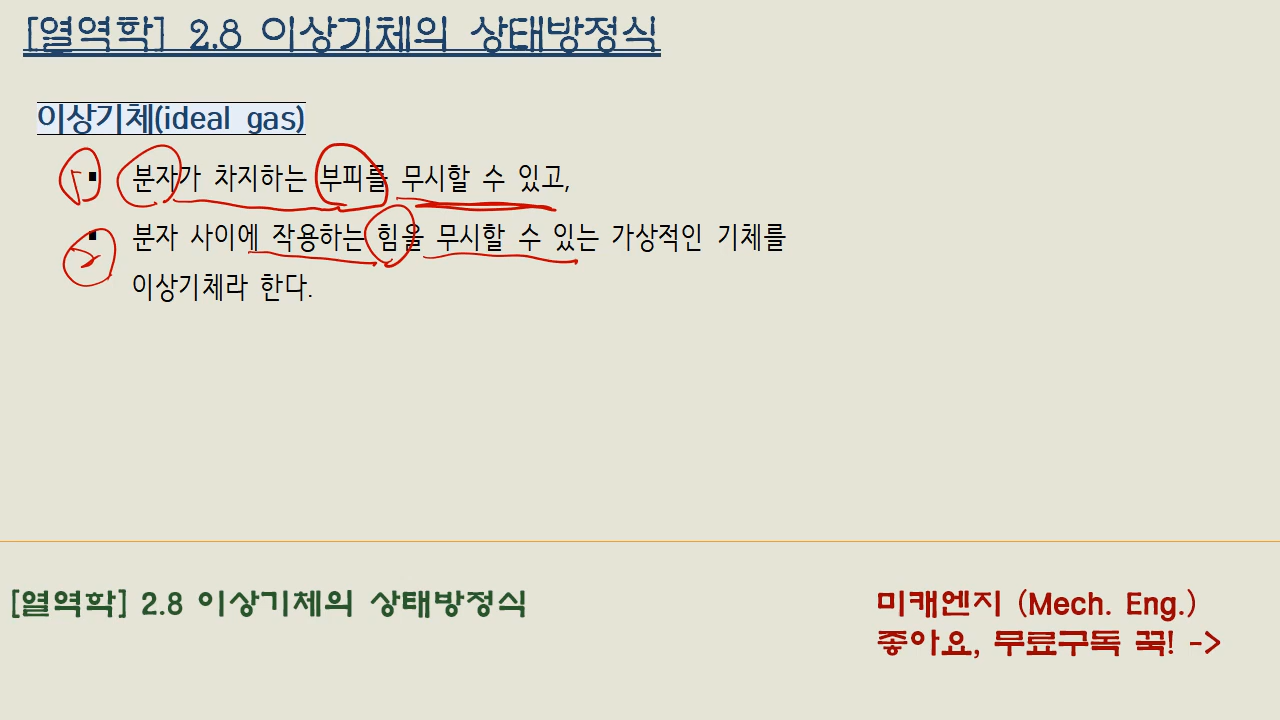 [열역학] 2.8 이상기체의 상태방정식
이상기체(ideal gas)
▪ 분자가 차지하는 부피를 무시할 수 있고,
▪ 분자 사이에 작용하는 힘을 무시할 수 있는 가상적인 기체를
이상기체라 한다.
[열역학] 2.8 이상기체의 상태방정식
미캐엔지 (Mech. Eng.)
좋아요, 무료구독 꾹! ->